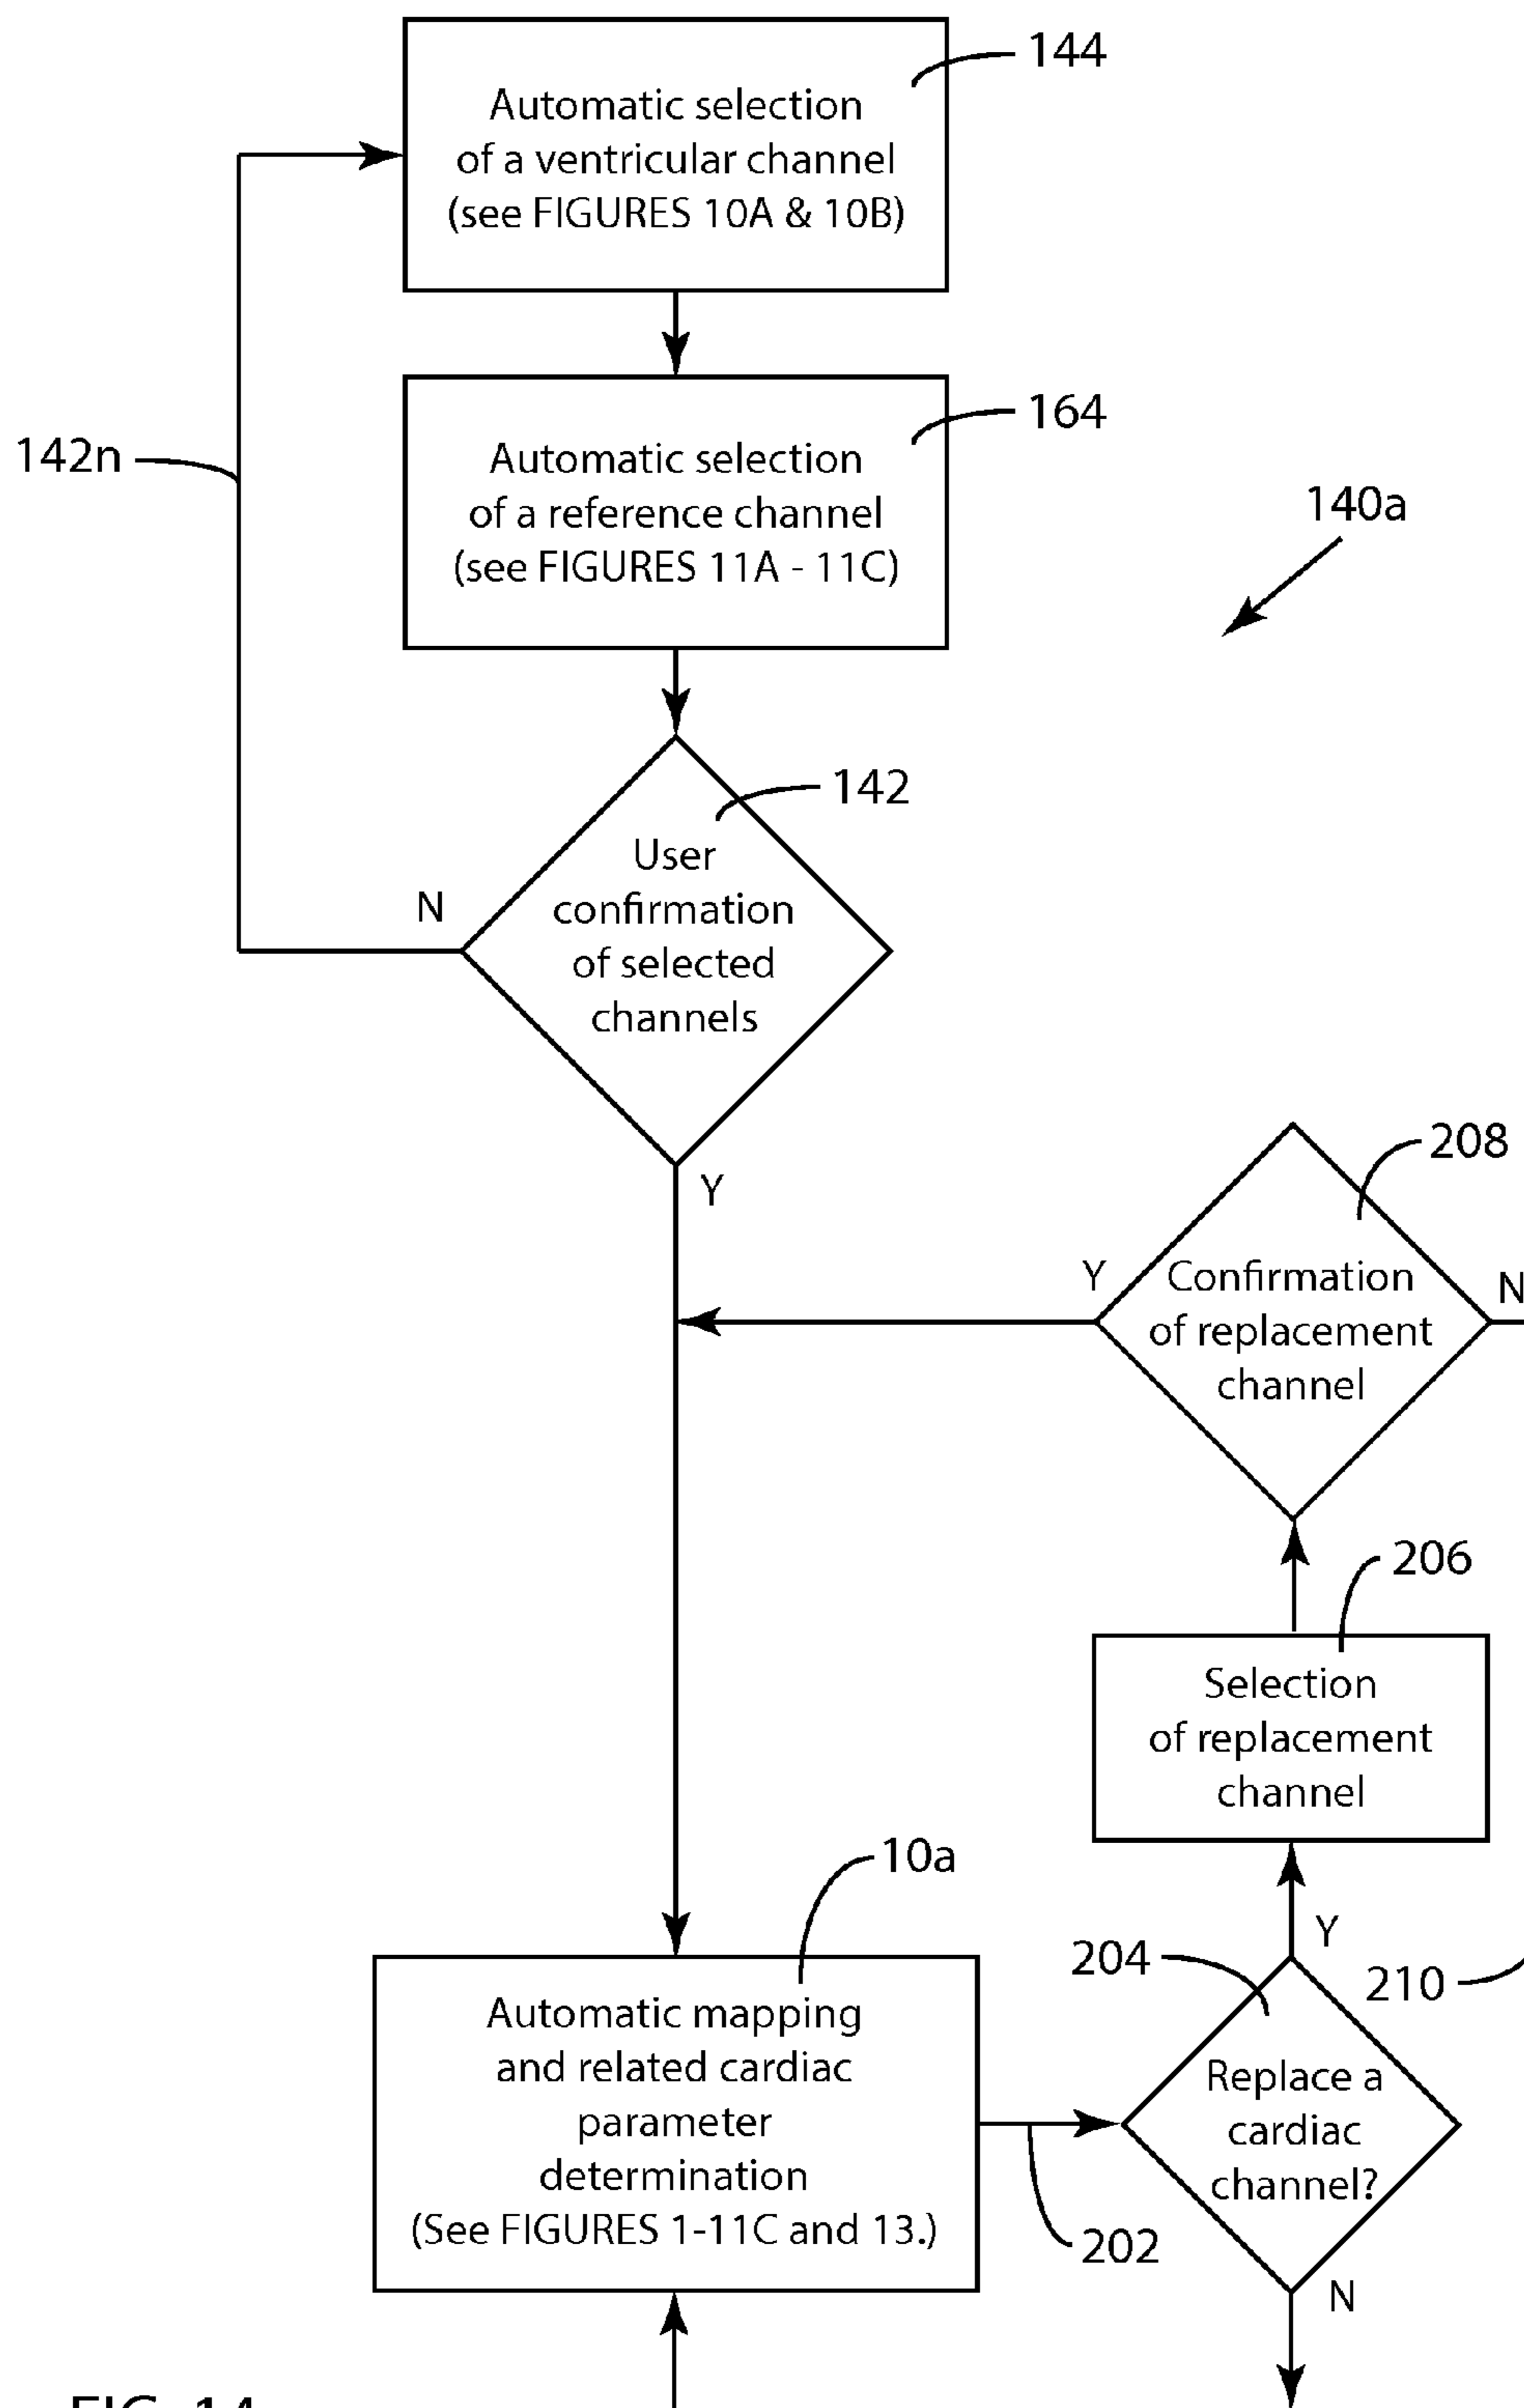 144
Automatic selection
of a ventricular channel
(see FIGURES 10A & 10B)
164
Automatic selection
of a reference channel
(see FIGURES 11A - 11C)
142n
140a
142
User
confirmation
of selected
channels
N
Y
208
Y
Confirmation
of replacement
channel
N
206
Selection
of replacement
channel
10a
Y
204
210
Automatic mapping
and related cardiac
parameter
determination
(See FIGURES 1-11C and 13.)
Replace a
cardiac
channel?
202
N
FIG. 14